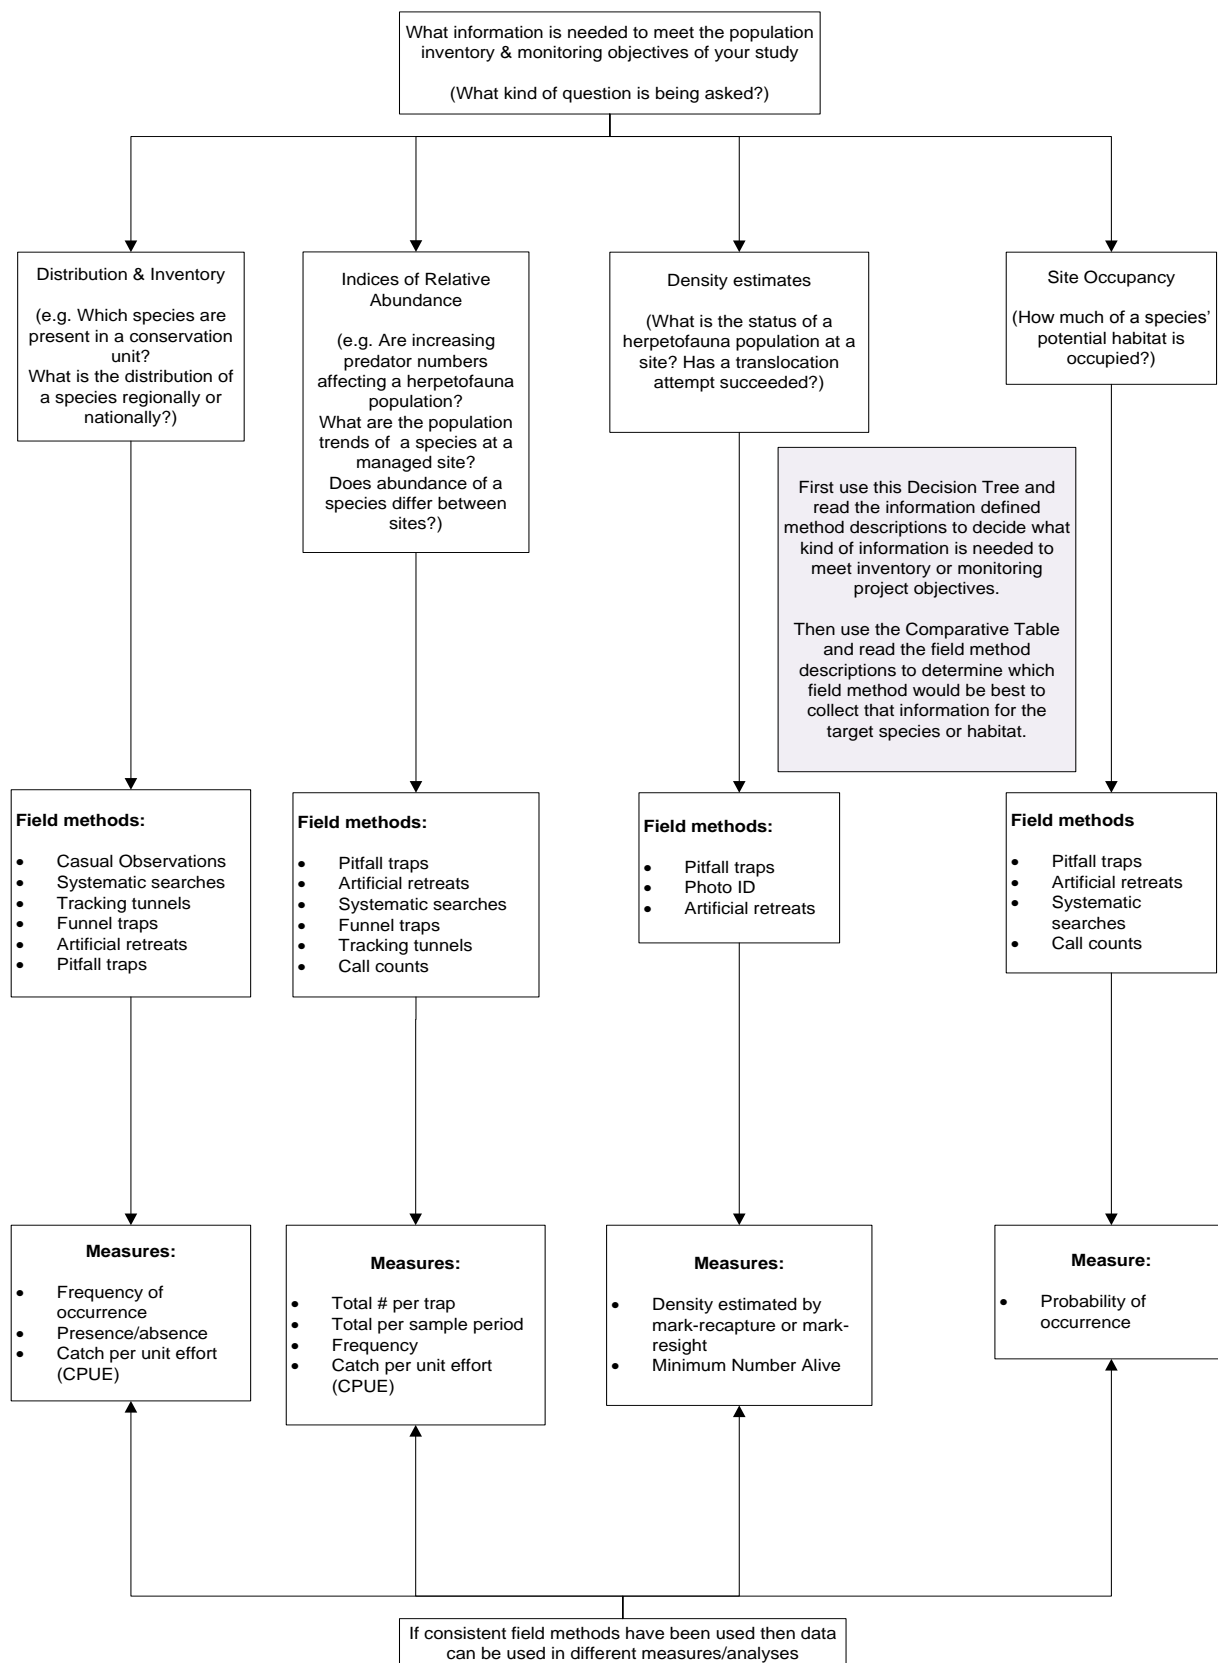 What information is needed to meet the population
inventory & monitoring objectives of your study
(What kind of question is being asked?)
Distribution & Inventory
(e.g. Which species are
present in a conservation
unit?
What is the distribution of
a species regionally or
nationally?)
Indices of Relative
Abundance
(e.g. Are increasing
predator numbers
affecting a herpetofauna
population?
What are the population
trends of a species at a
managed site?
Does abundance of a
species differ between
sites?)
Density estimates
(What is the status of a
herpetofauna population at a
site? Has a translocation
attempt succeeded?)
Site Occupancy
(How much of a species'
potential habitat is
occupied?)
First use this Decision Tree and
read the information defined
method descriptions to decide what
kind of information is needed to
meet inventory or monitoring
project objectives.
Then use the Comparative Table
and read the field method
descriptions to determine which
field method would be best to
collect that information for the
target species or habitat.
Field methods:
• Casual Observations
• Systematic searches
• Tracking tunnels
• Funnel traps
• Artificial retreats
• Pitfall traps
Field methods:
• Pitfall traps
• Artificial retreats
• Systematic searches
• Funnel traps
• Tracking tunnels
• Call counts
Field methods:
• Pitfall traps
• Photo ID
• Artificial retreats
Field methods
• Pitfall traps
• Artificial retreats
• Systematic
searches
• Call counts
Measures:
• Frequency of
occurrence
• Presence/absence
• Catch per unit effort
(CPUE)
Measures:
• Total # per trap
• Total per sample period
• Frequency
• Catch per unit effort
(CPUE)
Measures:
• Density estimated by
mark-recapture or mark-
resight
• Minimum Number Alive
Measure:
• Probability of
occurrence
If consistent field methods have been used then data
can be used in different measures/analyses